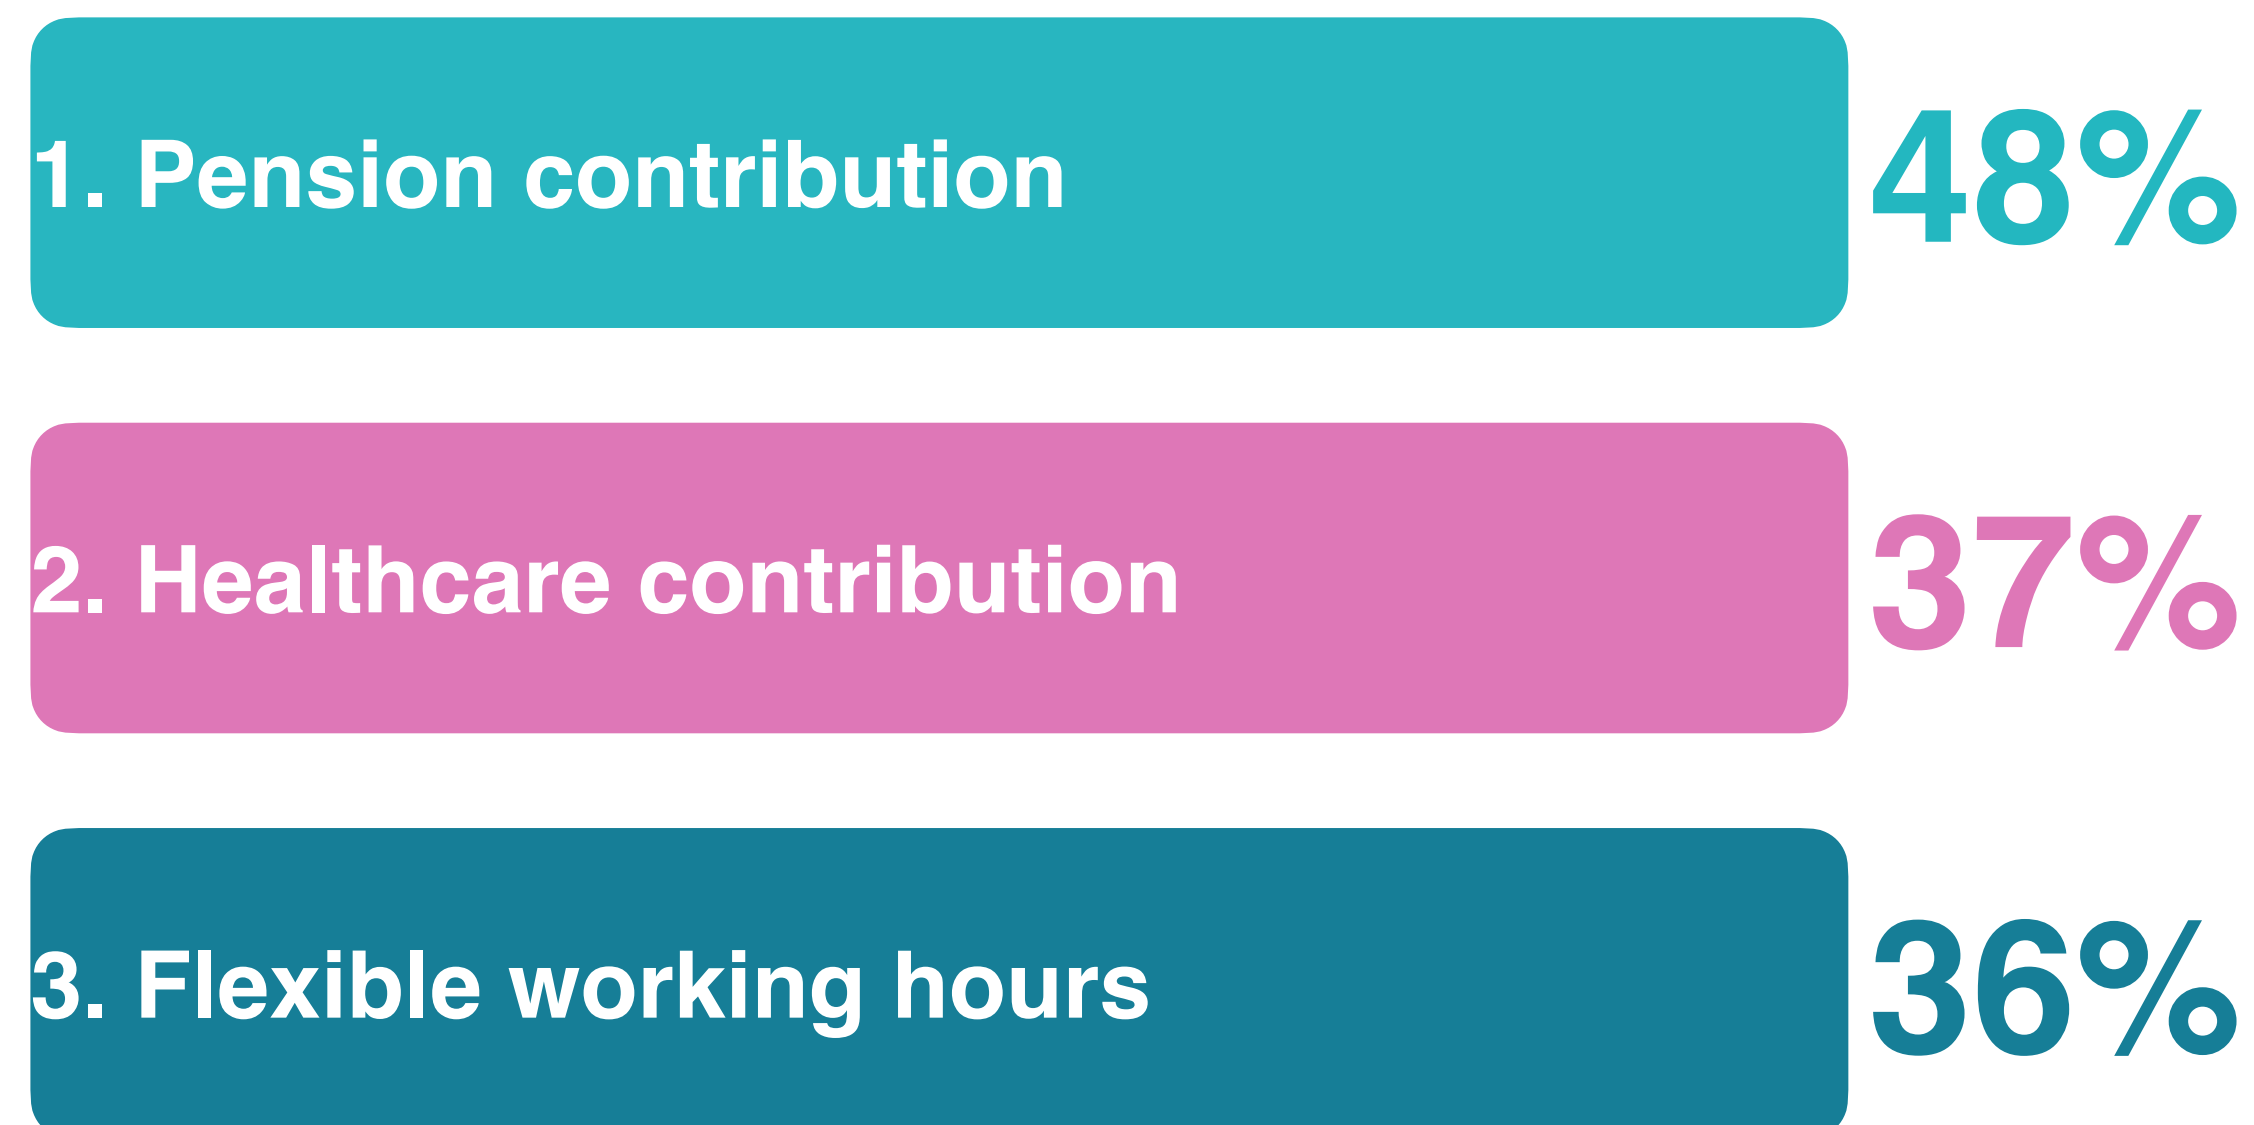 1. Pension contribution 48%
2. Healthcare contribution 37%
3. Flexible working hours 36%